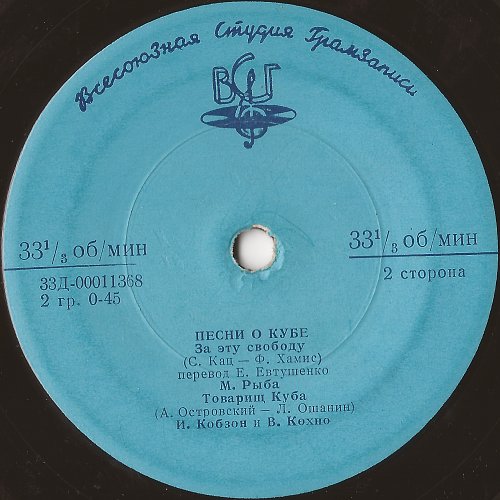 Всесоюзная Студия Грамзаписи
ВСГ
33¹/₃ об/мин
33¹/₃ об/мин
33Д-00011368
2 гр. 0-45
2 сторона
ПЕСНИ О КУБЕ
За эту свободу
(С. Кац — Ф. Хамис)
перевод Е. Евтушенко
М. Рыба
Товарищ Куба
(А. Островский — Л. Ошанин)
И. Кобзон и В. Кохно